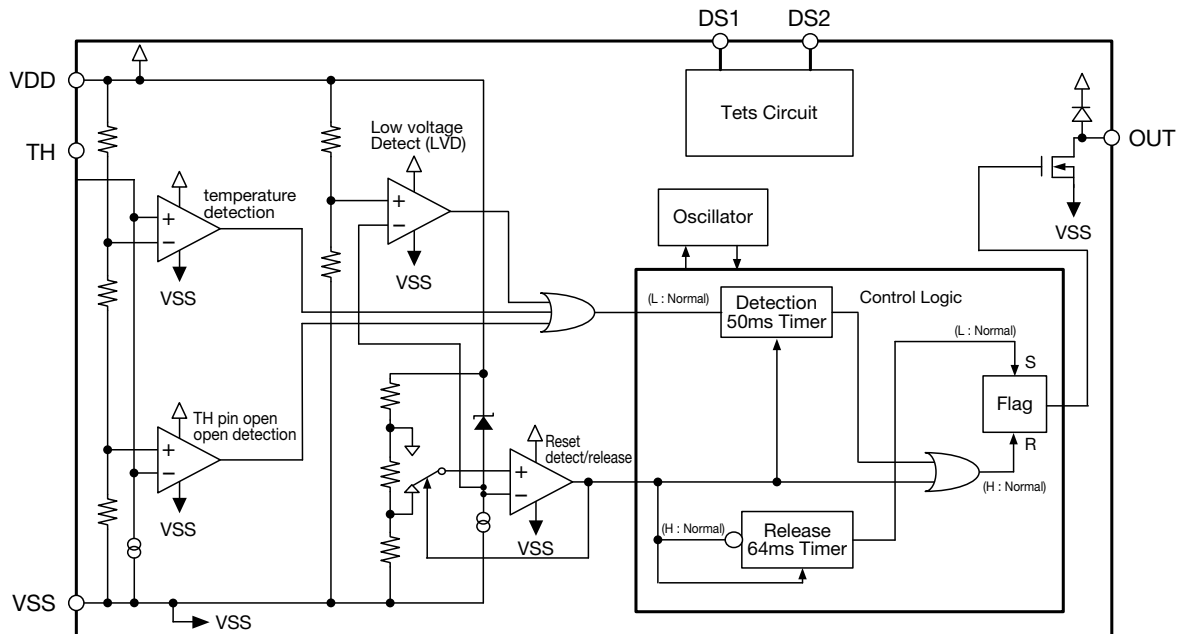 DS1
DS2
VDD
TH
Tets Circuit
OUT
Low voltage
Detect (LVD)
temperature
detection
+
−
VSS
+
−
VSS
VSS
Oscillator
Control Logic
(L : Normal)
Detection
50ms Timer
(L : Normal)
S
Flag
R
(H : Normal)
TH pin open
open detection
+
−
VSS
Reset
detect/release
+
−
VSS
(H : Normal)
Release
64ms Timer
VSS
VSS